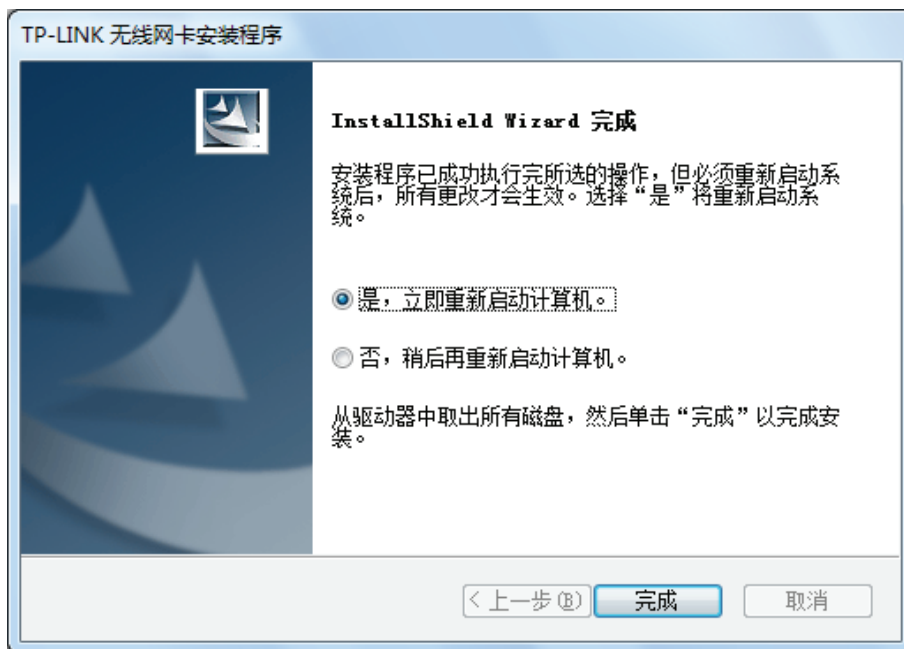 TP-LINK 无线网卡安装程序
InstallShield Wizard 完成
安装程序已成功执行完所选的操作，但必须重新启动系
统后，所有更改才会生效。选择“是”将重新启动系
统。
是，立即重新启动计算机。
否，稍后再重新启动计算机。
从驱动器中取出所有磁盘，然后单击“完成”以完成安
装。
< 上一步(B) 完成 取消